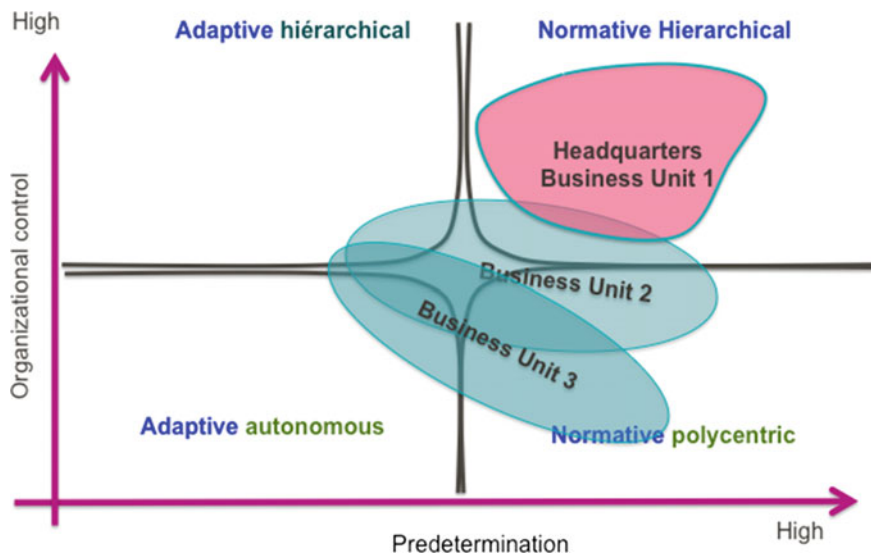 High
Adaptive hiérarchical
Normative Hierarchical
Headquarters
Business Unit 1
Organizational control
Business Unit 2
Business Unit 3
Adaptive autonomous
Normative polycentric
High
Predetermination